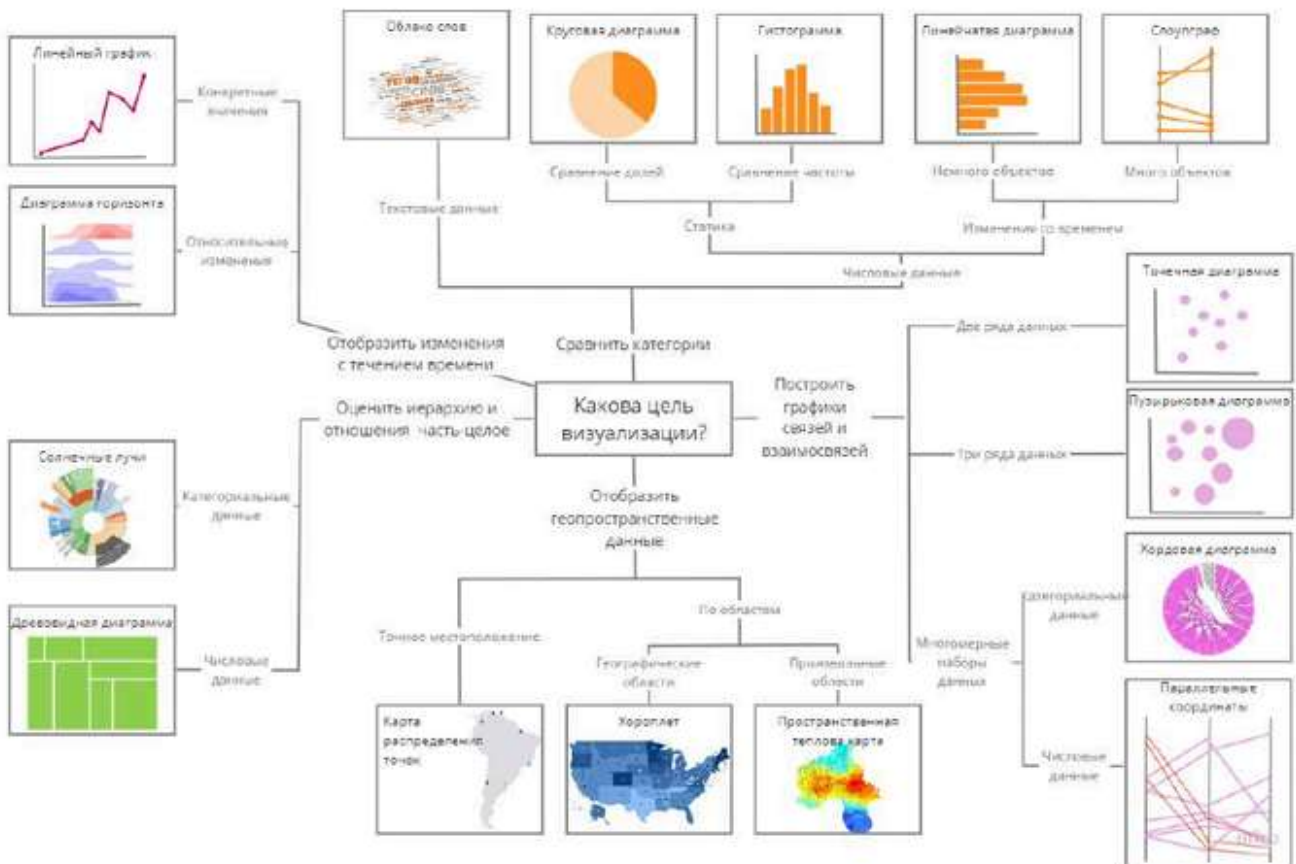 Облако слов
Круговая диаграмма
Гистограмма
Линейчатая диаграмма
Слоупграф
Линейный график
Конкретные
значения
Сравнение долей
Сравнение частоты
Немного объектов
Много объектов
Диаграмма горизонта
Текстовые данные
Статика
Изменения со временем
Относительные
изменения
Числовые данные
Точечная диаграмма
Две ряда данных
Отобразить изменения
с течением времени
Сравнить категории
Какова цель
визуализации?
Построить
графики
связей и
взаимосвязей
Пузырьковая диаграмма
Оценить иерархию и
отношения часть-целое
Солнечные лучи
Три ряда данных
Категориальные
данные
Отобразить
геопространственные
данные
Хордовая диаграмма
Категориальные
данные
По областям
Древовидная диаграмма
Точное местоположение
Многомерные
наборы
данных
Числовые
данные
Географические
области
Произвольные
области
Параллельные
координаты
Карта
распределения
точек
Хороплет
Пространственная
теплова карта
Числовые
данные
miro